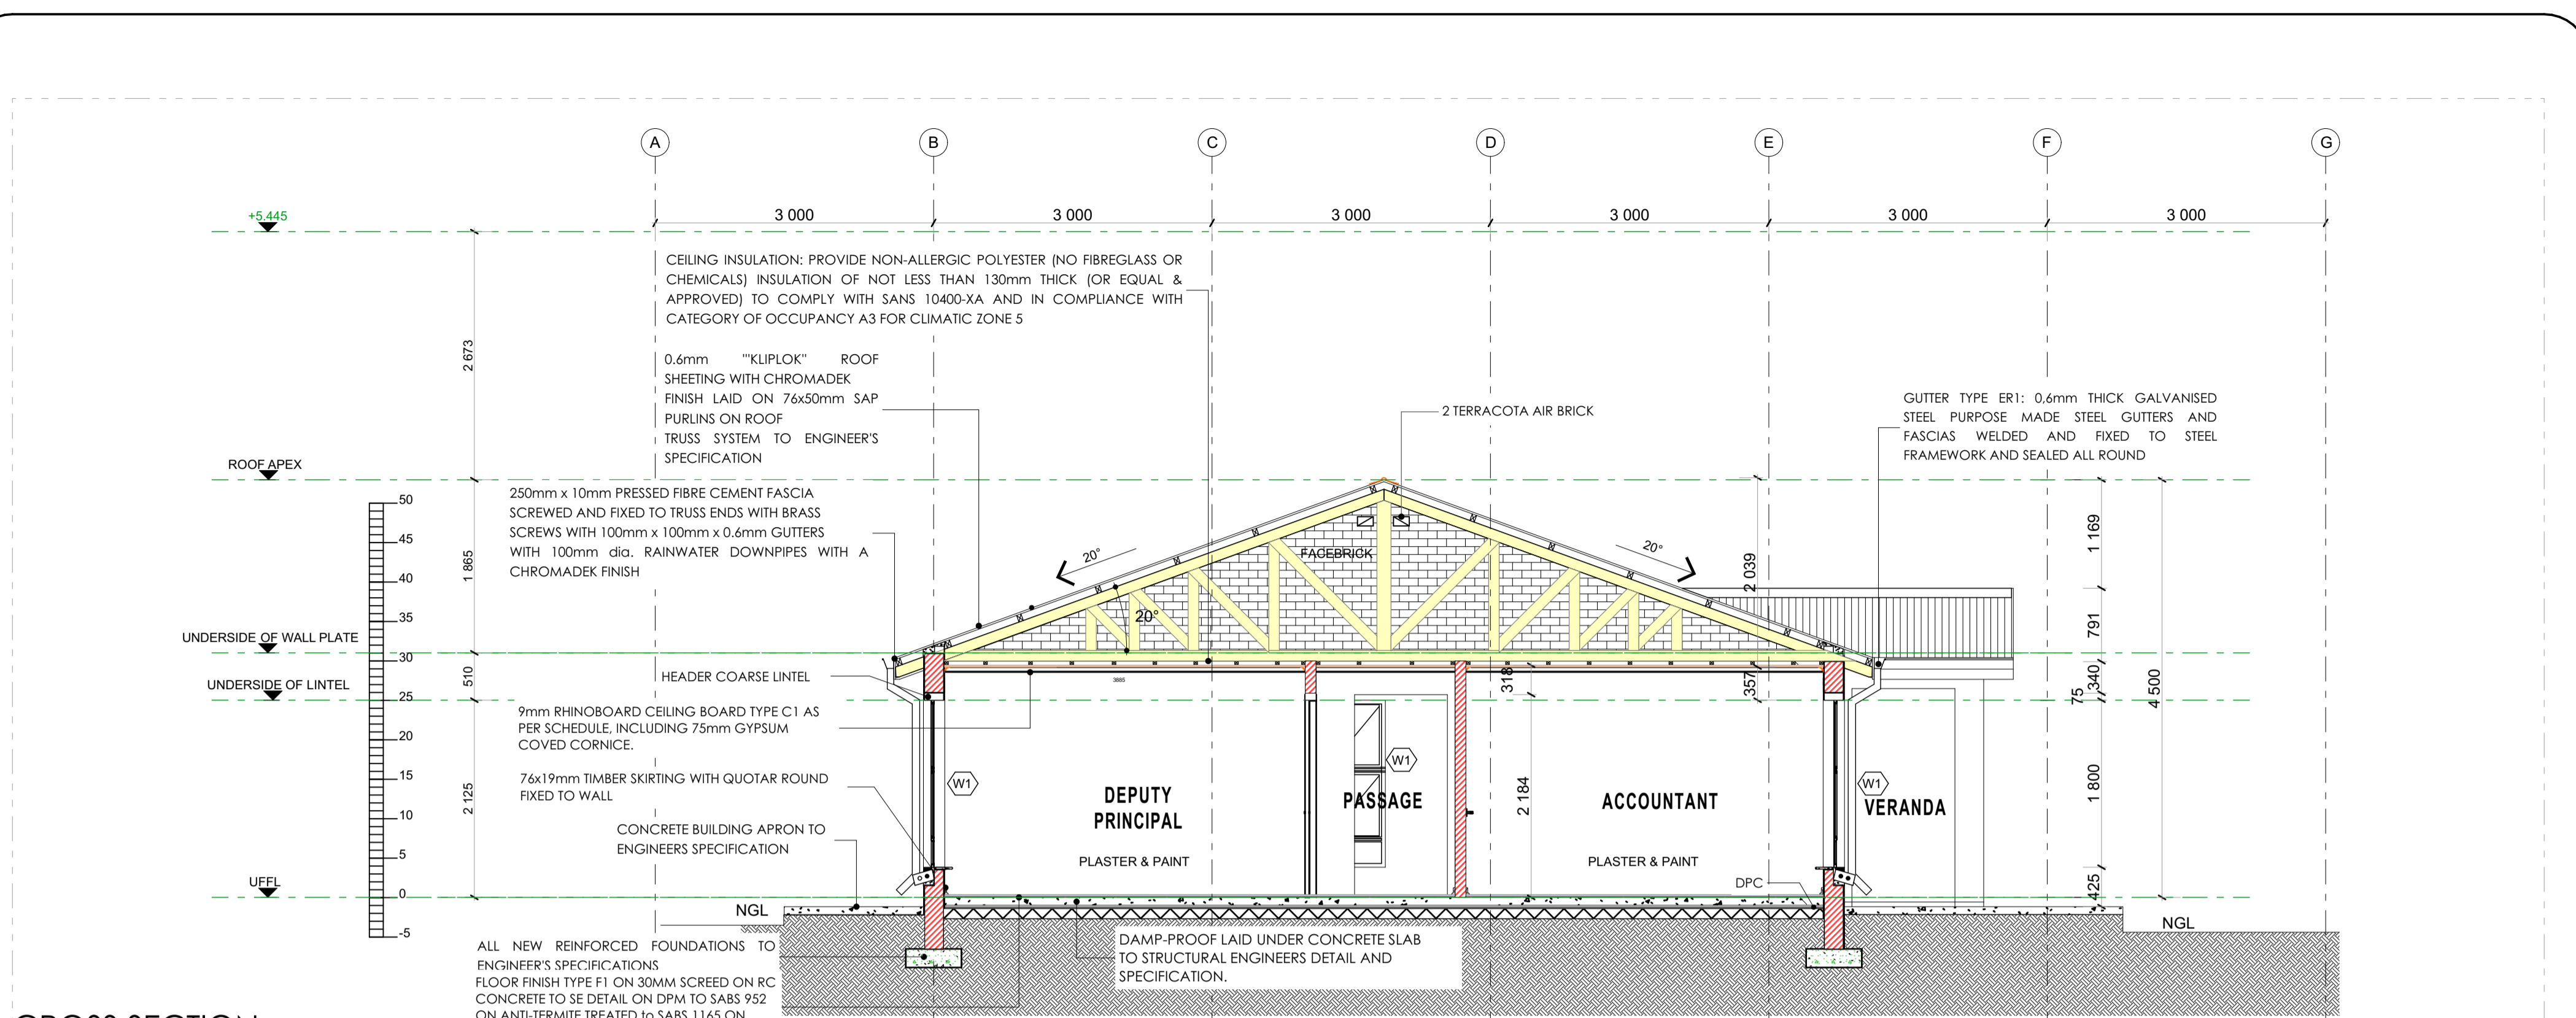 A B C D E F G
+5.445
3 000 3 000 3 000 3 000 3 000 3 000
CEILING INSULATION: PROVIDE NON-ALLERGIC POLYESTER (NO FIBREGLASS OR
CHEMICALS) INSULATION OF NOT LESS THAN 130mm THICK (OR EQUAL &
APPROVED) TO COMPLY WITH SANS 10400-XA AND IN COMPLIANCE WITH
CATEGORY OF OCCUPANCY A3 FOR CLIMATIC ZONE 5
2 673
0.6mm '"KLIPLOK" ROOF
SHEETING WITH CHROMADEK
FINISH LAID ON 76x50mm SAP
PURLINS ON ROOF
TRUSS SYSTEM TO ENGINEER'S
SPECIFICATION
2 TERRACOTA AIR BRICK
GUTTER TYPE ER1: 0,6mm THICK GALVANISED
STEEL PURPOSE MADE STEEL GUTTERS AND
FASCIAS WELDED AND FIXED TO STEEL
FRAMEWORK AND SEALED ALL ROUND
ROOF APEX
250mm x 10mm PRESSED FIBRE CEMENT FASCIA
SCREWED AND FIXED TO TRUSS ENDS WITH BRASS
SCREWS WITH 100mm x 100mm x 0.6mm GUTTERS
WITH 100mm dia. RAINWATER DOWNPIPES WITH A
CHROMADEK FINISH
50
45
40
35
30
25
20
15
10
5
0
-5
1 865
510
2 125
20°
20°
20°
FACEBRICK
2 039
1 169
791
340
75
4 500
1 800
425
UNDERSIDE OF WALL PLATE
UNDERSIDE OF LINTEL
HEADER COARSE LINTEL
3665
318
357
9mm RHINOBOARD CEILING BOARD TYPE C1 AS
PER SCHEDULE, INCLUDING 75mm GYPSUM
COVED CORNICE.
76x19mm TIMBER SKIRTING WITH QUOTAR ROUND
FIXED TO WALL
W1
W1
W1
DEPUTY
PRINCIPAL
PASSAGE
2 184
ACCOUNTANT
VERANDA
CONCRETE BUILDING APRON TO
ENGINEERS SPECIFICATION
PLASTER & PAINT
PLASTER & PAINT
UFFL
DPC
NGL
NGL
ALL NEW REINFORCED FOUNDATIONS TO
ENGINEER'S SPECIFICATIONS
FLOOR FINISH TYPE F1 ON 30MM SCREED ON RC
CONCRETE TO SE DETAIL ON DPM TO SABS 952
ON ANTI-TERMITE TREATED to SABS 1165 ON
DAMP-PROOF LAID UNDER CONCRETE SLAB
TO STRUCTURAL ENGINEERS DETAIL AND
SPECIFICATION.